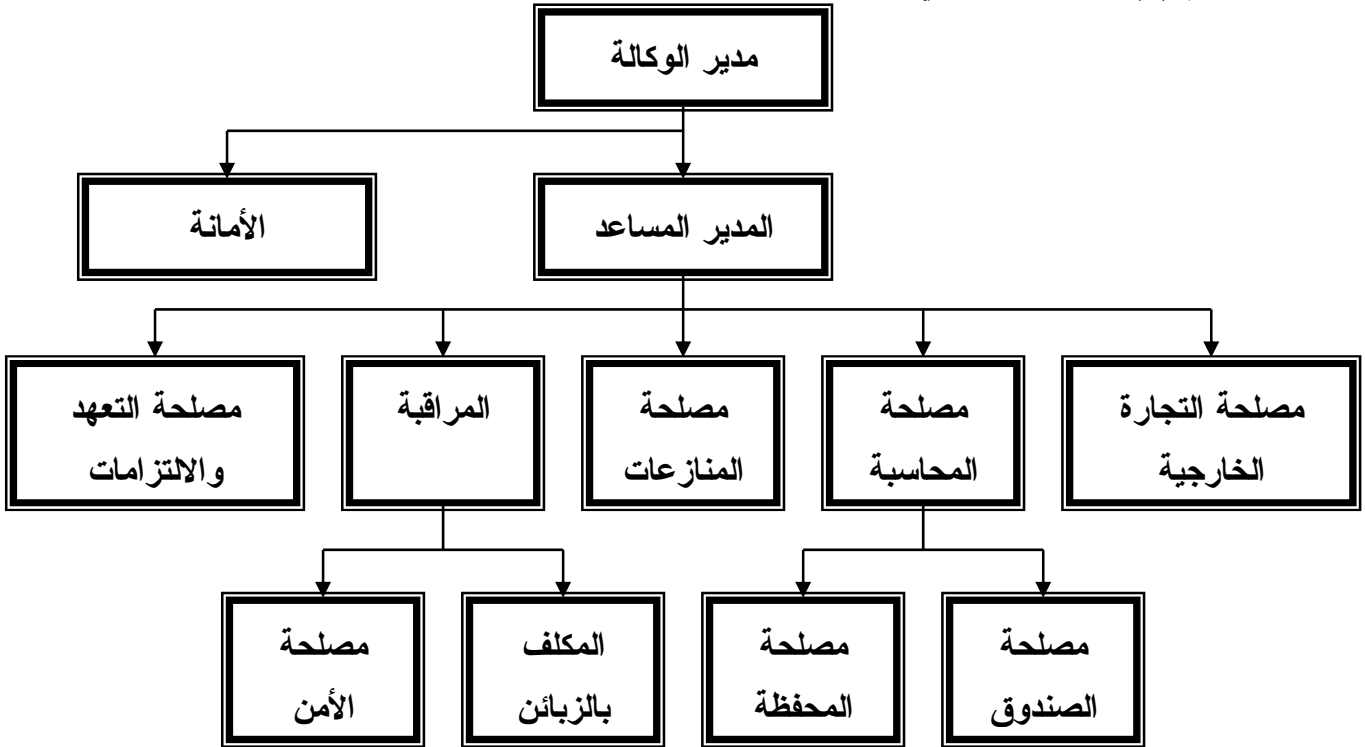 مدير الوكالة
المدير المساعد
الأمانة
مصلحة التجارة
الخارجية
مصلحة
المحاسبة
مصلحة
المنازعات
المراقبة
مصلحة التعهد
والالتزامات
مصلحة
الصندوق
مصلحة
المحفظة
المكلف
بالزبائن
مصلحة
الأمن